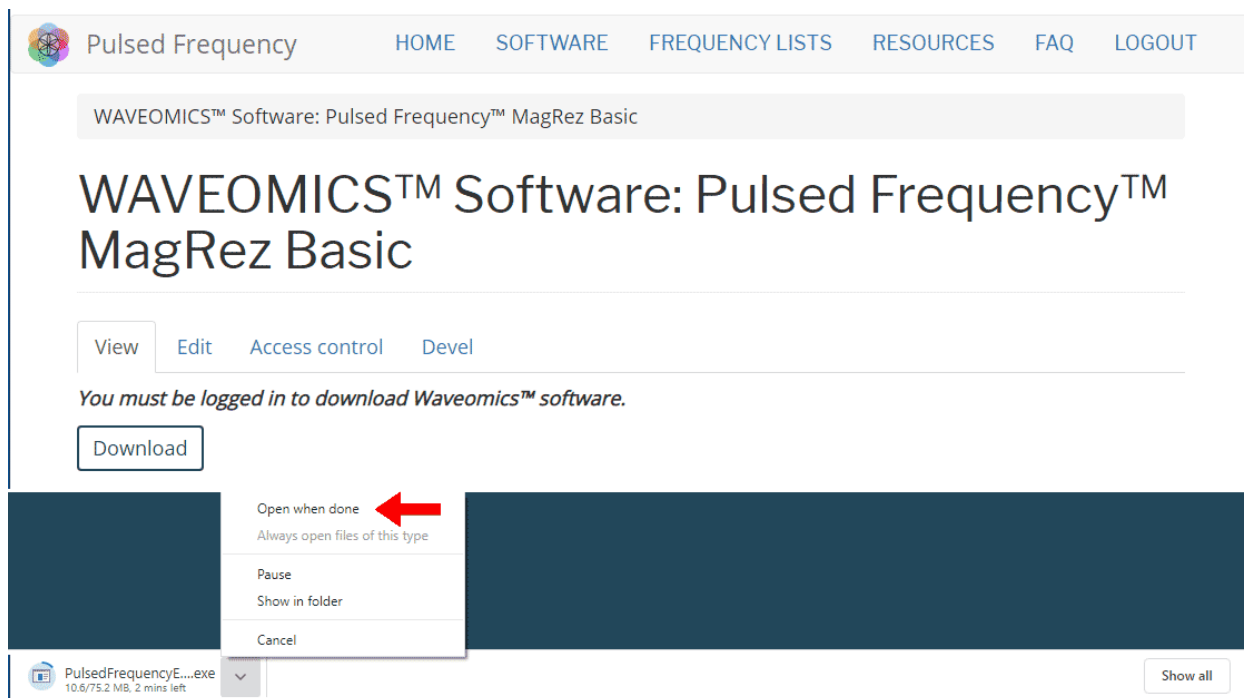 Pulsed Frequency HOME SOFTWARE FREQUENCY LISTS RESOURCES FAQ LOGOUT
WAVEOMICS™ Software: Pulsed Frequency™ MagRez Basic
WAVEOMICS™ Software: Pulsed Frequency™
MagRez Basic
View Edit Access control Devel
You must be logged in to download Waveomics™ software.
Download
Open when done
Always open files of this type
Pause
Show in folder
Cancel
PulsedFrequencyE....exe
10.6/75.2 MB, 2 mins left
Show all